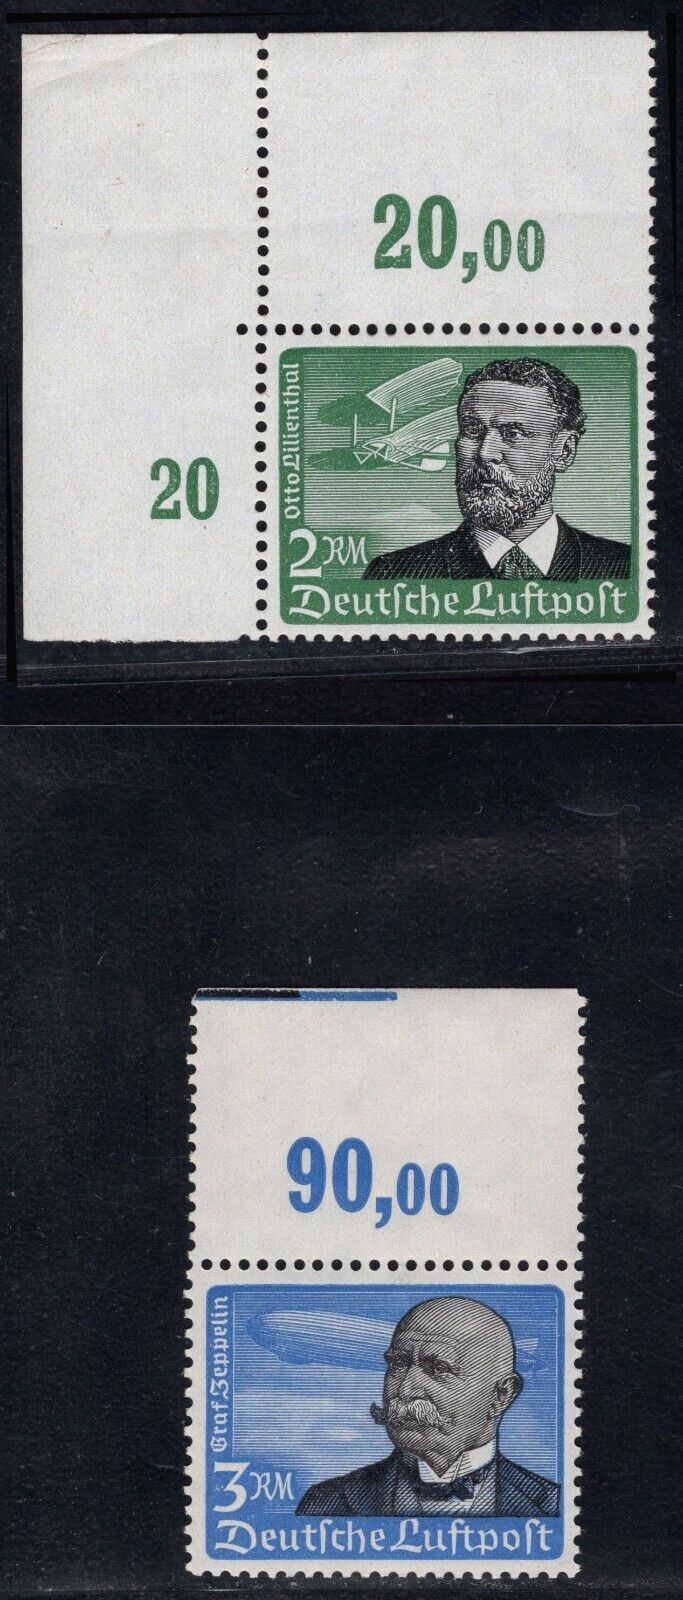 20,00
20
Otto Lilienthal
2 RM
Deutſche Luftpoſt
90,00
Graf Zeppelin
3 RM
Deutſche Luftpoſt